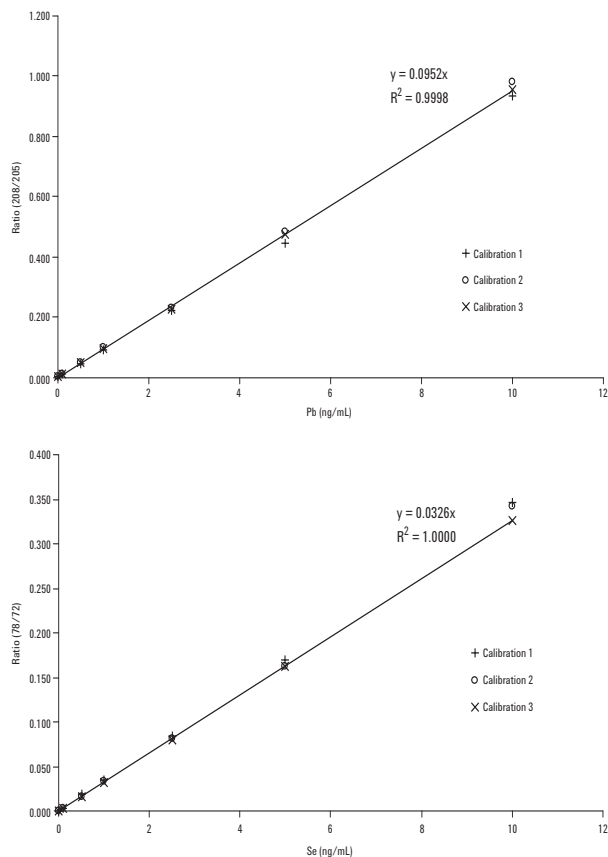 1.200
1.000
0.800
0.600
0.400
0.200
0.000
Ratio (208/205)
y = 0.0952x
R² = 0.9998
+ Calibration 1
o Calibration 2
× Calibration 3
0 2 4 6 8 10 12
Pb (ng/mL)
0.400
0.350
0.300
0.250
0.200
0.150
0.100
0.050
0.000
Ratio (78/72)
y = 0.0326x
R² = 1.0000
+ Calibration 1
o Calibration 2
× Calibration 3
0 2 4 6 8 10 12
Se (ng/mL)